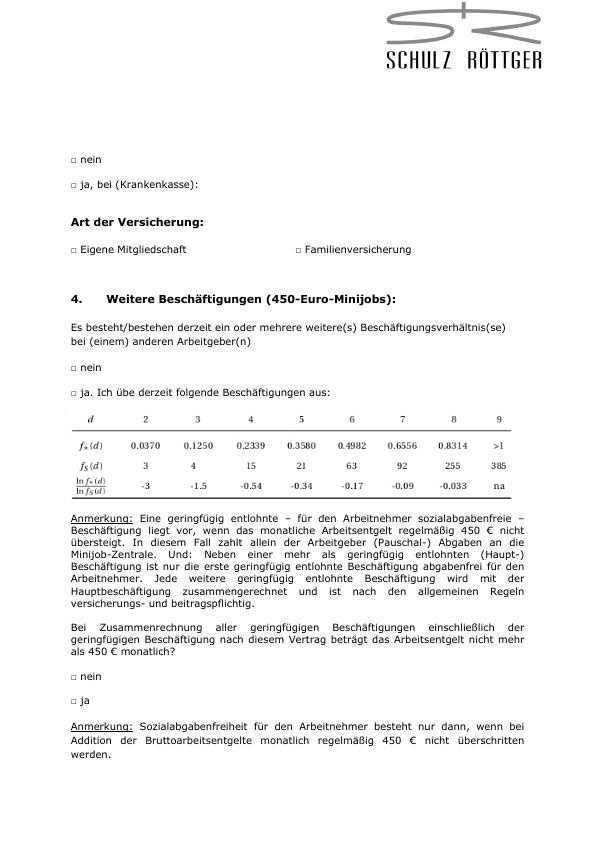 SCHULZ RÖTTGER
□ nein
□ ja, bei (Krankenkasse):
Art der Versicherung:
□ Eigene Mitgliedschaft □ Familienversicherung
4. Weitere Beschäftigungen (450-Euro-Minijobs):
Es besteht/bestehen derzeit ein oder mehrere weitere(s) Beschäftigungsverhältnis(se)
bei (einem) anderen Arbeitgeber(n)
□ nein
□ ja. Ich übe derzeit folgende Beschäftigungen aus:
d 2 3 4 5 6 7 8 9
f*(d) 0.0370 0.1250 0.2339 0.3580 0.4982 0.6556 0.8314 >1
fS(d) 3 4 15 21 63 92 255 385
ln f*(d) / ln fS(d) -3 -1.5 -0.54 -0.34 -0.17 -0.09 -0.033 na
Anmerkung: Eine geringfügig entlohnte – für den Arbeitnehmer sozialabgabenfreie –
Beschäftigung liegt vor, wenn das monatliche Arbeitsentgelt regelmäßig 450 € nicht
übersteigt. In diesem Fall zahlt allein der Arbeitgeber (Pauschal-) Abgaben an die
Minijob-Zentrale. Und: Neben einer mehr als geringfügig entlohnten (Haupt-)
Beschäftigung ist nur die erste geringfügig entlohnte Beschäftigung abgabenfrei für den
Arbeitnehmer. Jede weitere geringfügig entlohnte Beschäftigung wird mit der
Hauptbeschäftigung zusammengerechnet und ist nach den allgemeinen Regeln
versicherungs- und beitragspflichtig.
Bei Zusammenrechnung aller geringfügigen Beschäftigungen einschließlich der
geringfügigen Beschäftigung nach diesem Vertrag beträgt das Arbeitsentgelt nicht mehr
als 450 € monatlich?
□ nein
□ ja
Anmerkung: Sozialabgabenfreiheit für den Arbeitnehmer besteht nur dann, wenn bei
Addition der Bruttoarbeitsentgelte monatlich regelmäßig 450 € nicht überschritten
werden.